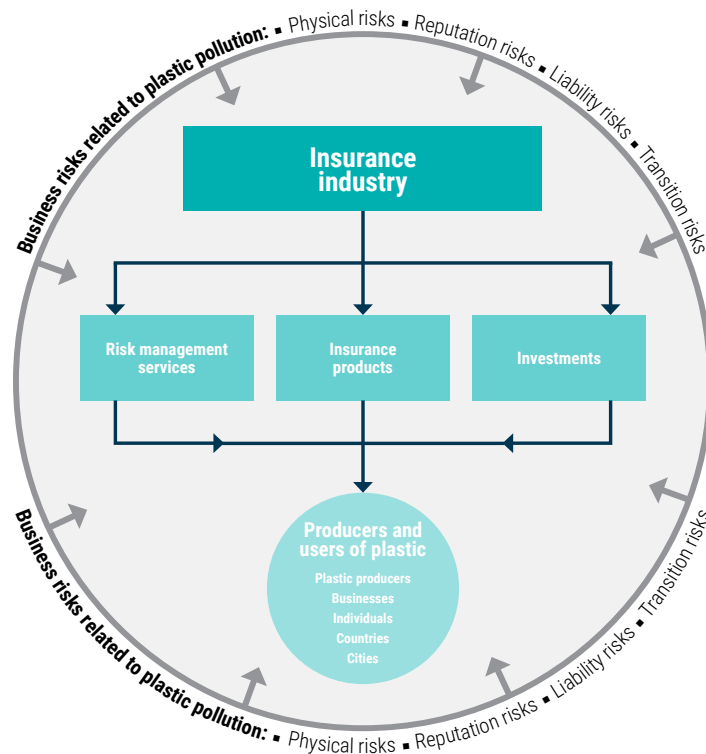 Business risks related to plastic pollution: ▪ Physical risks ▪ Reputation risks ▪ Liability risks ▪ Transition risks
Insurance
industry
Risk management
services
Insurance
products
Investments
Producers and
users of plastic
Plastic producers
Businesses
Individuals
Countries
Cities
Business risks related to plastic pollution: ▪ Physical risks ▪ Reputation risks ▪ Liability risks ▪ Transition risks